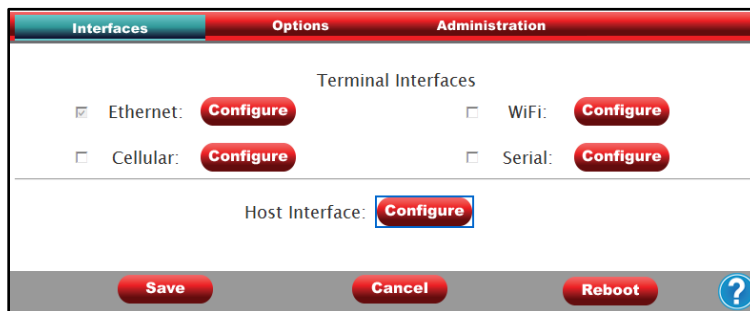 Interfaces Options Administration
Terminal Interfaces
Ethernet: Configure WiFi: Configure
Cellular: Configure Serial: Configure
Host Interface: Configure
Save Cancel Reboot ?